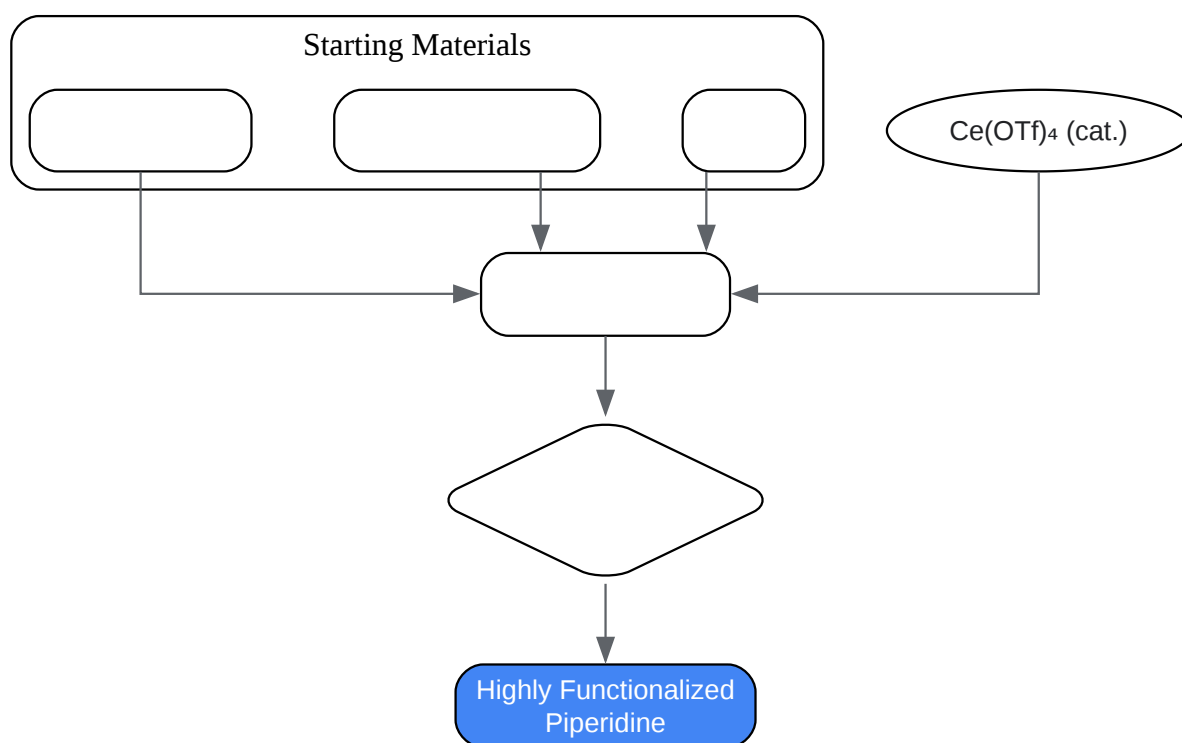 Starting Materials
Ce(OTf)₄ (cat.)
Highly Functionalized
Piperidine